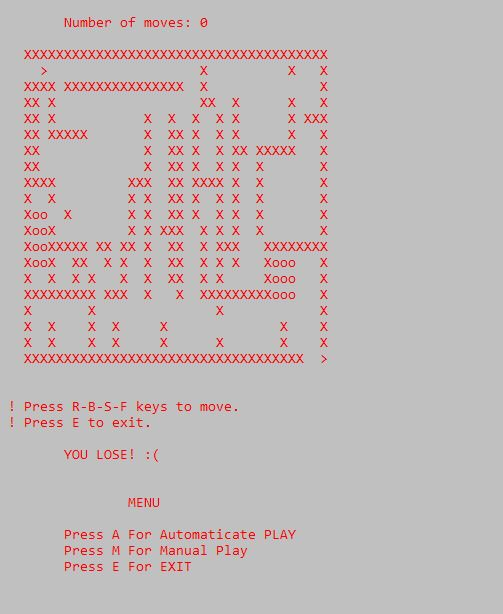 Number of moves: 0

  XXXXXXXXXXXXXXXXXXXXXXXXXXXXXXXXXXXXXX
    >                   X          X   X
  XXXX XXXXXXXXXXXXXXX  X              X
  XX X                  XX  X      X   X
  XX X           X  X  X  X X      X XXX
  XX XXXXX       X  XX X  X X      X   X
  XX             X  XX X  X XX XXXXX   X
  XX             X  XX X  X X  X       X
  XXXX         XXX  XX XXXX X  X       X
  X  X         X X  XX X  X X  X       X
  Xoo  X       X X  XX X  X X  X       X
  XooX         X X XXX  X X X  X       X
  XooXXXXX XX XX X  XX  X XXX   XXXXXXXX
  XooX  XX  X X  X  XX  X X X   Xooo   X
  X  X  X X   X  X  XX  X X     Xooo   X
  XXXXXXXXX XXX  X   X  XXXXXXXXXooo   X
  X       X               X            X
  X  X    X  X     X              X    X
  X  X    X  X     X      X       X    X
  XXXXXXXXXXXXXXXXXXXXXXXXXXXXXXXXXXX  >

! Press R-B-S-F keys to move.
! Press E to exit.

       YOU LOSE! :(

               MENU

       Press A For Automaticate PLAY
       Press M For Manual Play
       Press E For EXIT